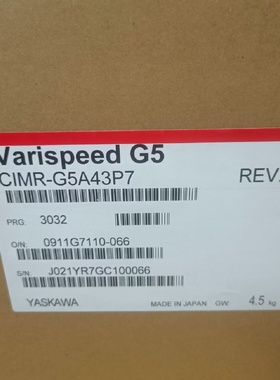 Varispeed G5
CIMR-G5A43P7
REV.
PRG: 3032
O/N: 0911G7110-066
S/N: J021YR7GC100066
YASKAWA MADE IN JAPAN GW: 4.5 kg